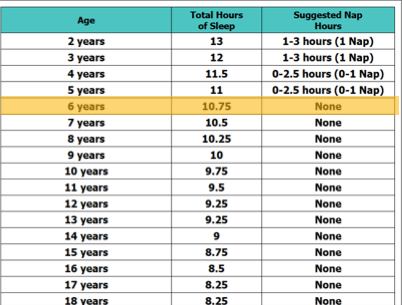 Age Total Hours of Sleep Suggested Nap Hours
2 years 13 1-3 hours (1 Nap)
3 years 12 1-3 hours (1 Nap)
4 years 11.5 0-2.5 hours (0-1 Nap)
5 years 11 0-2.5 hours (0-1 Nap)
6 years 10.75 None
7 years 10.5 None
8 years 10.25 None
9 years 10 None
10 years 9.75 None
11 years 9.5 None
12 years 9.25 None
13 years 9.25 None
14 years 9 None
15 years 8.75 None
16 years 8.5 None
17 years 8.25 None
18 years 8.25 None